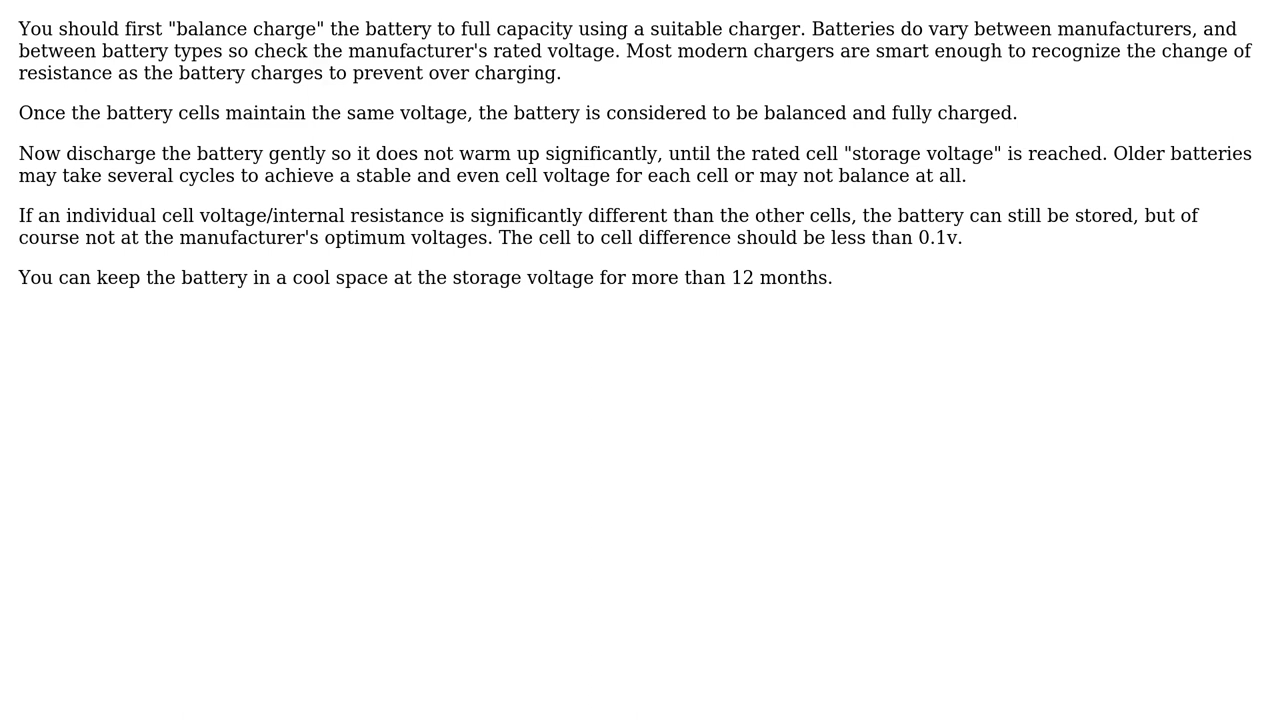 You should first "balance charge" the battery to full capacity using a suitable charger. Batteries do vary between manufacturers, and
between battery types so check the manufacturer's rated voltage. Most modern chargers are smart enough to recognize the change of
resistance as the battery charges to prevent over charging.
Once the battery cells maintain the same voltage, the battery is considered to be balanced and fully charged.
Now discharge the battery gently so it does not warm up significantly, until the rated cell "storage voltage" is reached. Older batteries
may take several cycles to achieve a stable and even cell voltage for each cell or may not balance at all.
If an individual cell voltage/internal resistance is significantly different than the other cells, the battery can still be stored, but of
course not at the manufacturer's optimum voltages. The cell to cell difference should be less than 0.1v.
You can keep the battery in a cool space at the storage voltage for more than 12 months.